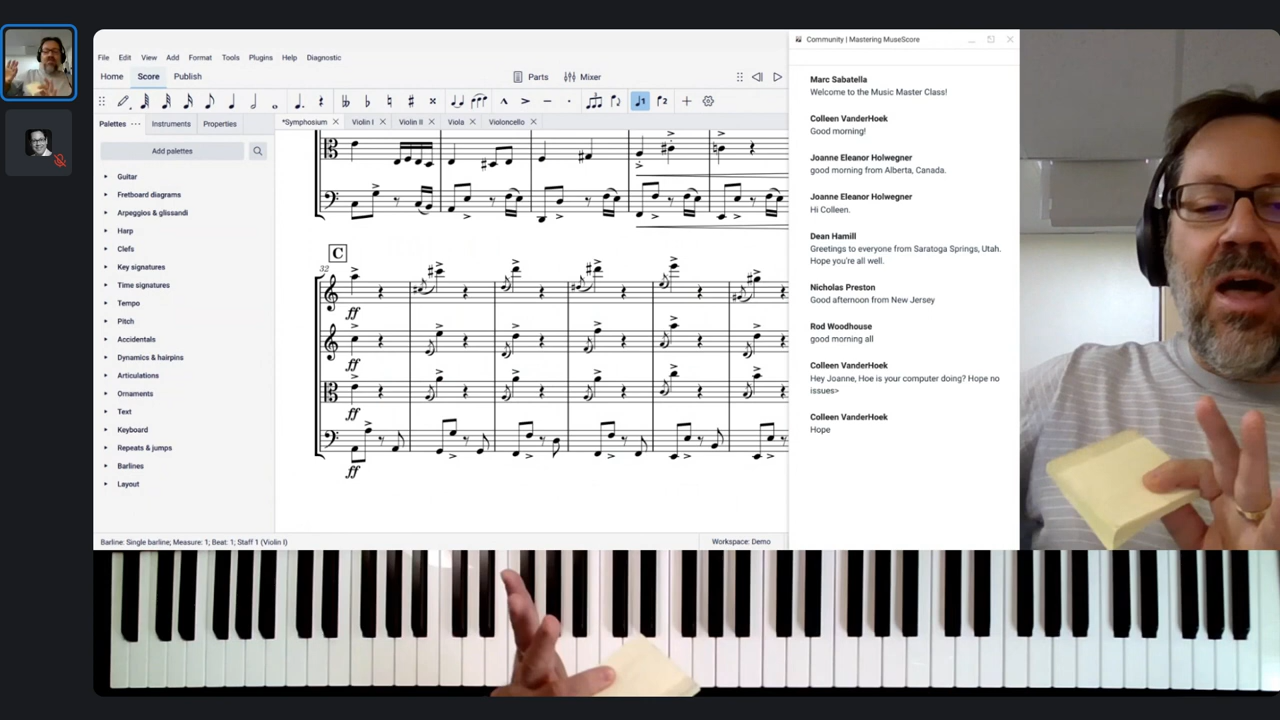 File Edit View Add Format Tools Plugins Help Diagnostic
Home Score Publish
Parts Mixer
1 2
Palettes Instruments Properties
*Symphosium Violin I Violin II Viola Violoncello
Add palettes
Guitar
Fretboard diagrams
Arpeggios & glissandi
Harp
Clefs
Key signatures
Time signatures
Tempo
Pitch
Accidentals
Dynamics & hairpins
Articulations
Ornaments
Text
Keyboard
Repeats & jumps
Barlines
Layout
C
32
ff
ff
ff
ff
Barline: Single barline; Measure: 1; Beat: 1; Staff 1 (Violin I)
Workspace: Demo
Community | Mastering MuseScore
Marc Sabatella
Welcome to the Music Master Class!
Colleen VanderHoek
Good morning!
Joanne Eleanor Holwegner
good morning from Alberta, Canada.
Joanne Eleanor Holwegner
Hi Colleen.
Dean Hamill
Greetings to everyone from Saratoga Springs, Utah.
Hope you're all well.
Nicholas Preston
Good afternoon from New Jersey
Rod Woodhouse
good morning all
Colleen VanderHoek
Hey Joanne, Hoe is your computer doing? Hope no
issues>
Colleen VanderHoek
Hope